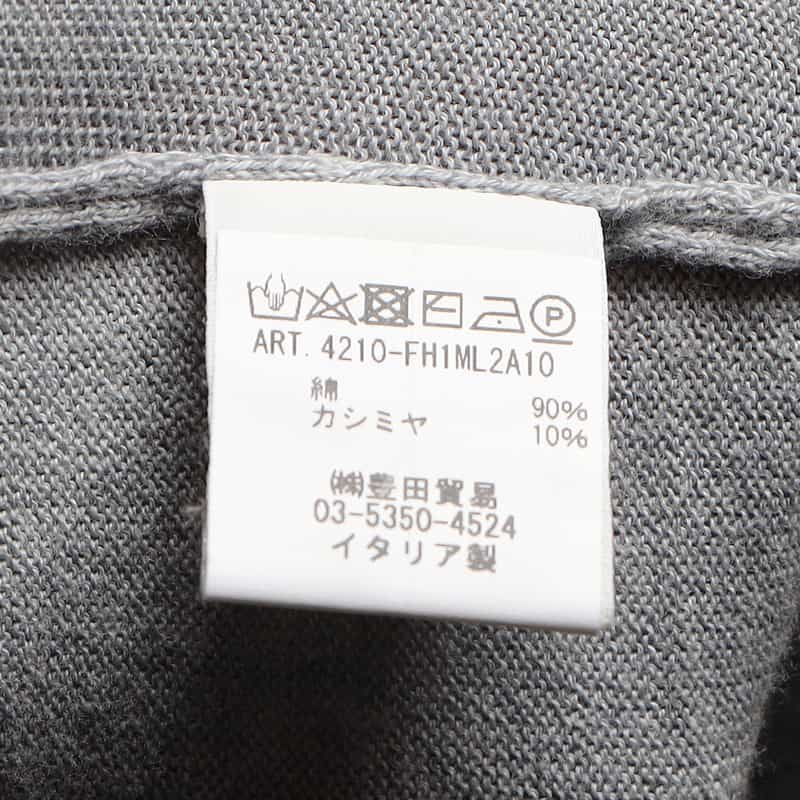 P
ART. 4210-FH1ML2A10
綿 90%
カシミヤ 10%
㈱豊田貿易
03-5350-4524
イタリア製